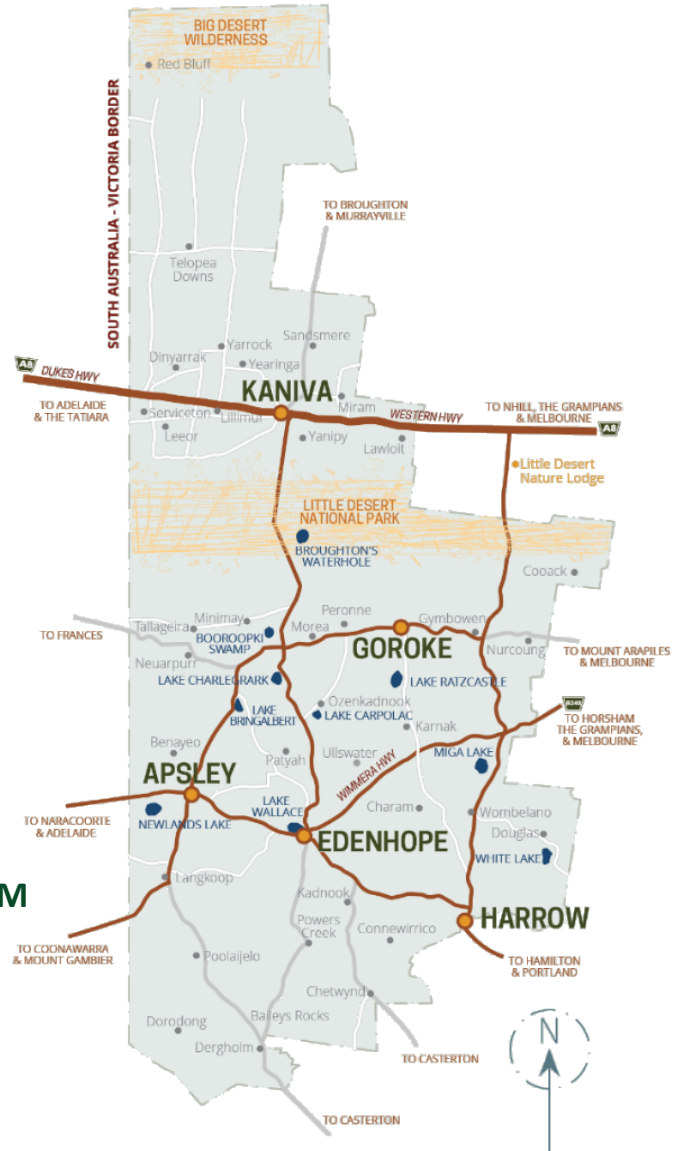 BIG DESERT
WILDERNESS
Red Bluff
SOUTH AUSTRALIA - VICTORIA BORDER
TO BROUGHTON
& MURRAYVILLE
Telopea
Downs
Sandsmere
Yarrock
Dinyarrak
Yearinga
A8
DUKES HWY
KANIVA
TO ADELAIDE
& THE TATIARA
Serviceton
Lillimur
Miram
WESTERN HWY
TO NHILL, THE GRAMPIANS
& MELBOURNE
A8
Leeor
Yanipy
Lawloit
Little Desert
Nature Lodge
LITTLE DESERT
NATIONAL PARK
BROUGHTON'S
WATERHOLE
Cooack
Peronne
Minimay
Gymbowen
Tallageira
Morea
TO FRANCES
BOOROOPKI
SWAMP
GOROKE
Nurcoung
TO MOUNT ARAPILES
& MELBOURNE
Neuarpurr
LAKE CHARLEGRARK
LAKE RATZCASTLE
Ozenkadnook
LAKE
BRINGALBERT
LAKE CARPOLAC
Karnak
B240
TO HORSHAM
THE GRAMPIANS,
& MELBOURNE
Benayeo
Patyah
Ullswater
WIMMERA HWY
MIGA LAKE
APSLEY
LAKE
WALLACE
Charam
Wombelano
TO NARACOORTE
& ADELAIDE
NEWLANDS LAKE
EDENHOPE
Douglas
WHITE LAKE
Langkoop
M
Kadnook
HARROW
Powers
Creek
Connewirrico
TO COONAWARRA
& MOUNT GAMBIER
Poolaijelo
TO HAMILTON
& PORTLAND
Chetwynd
Baileys Rocks
Dorodong
Dergholm
N
TO CASTERTON
TO CASTERTON